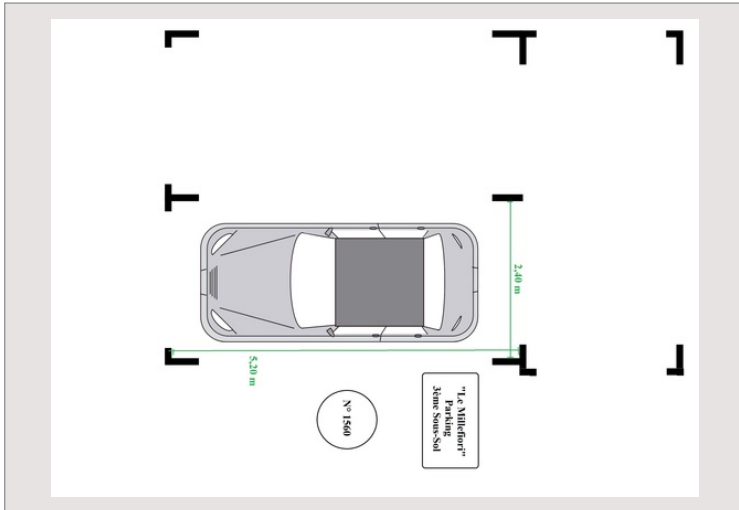 2,40 m
5,20 m
N° 1560
"Le Millefiori"
Parking
3ème Sous-Sol